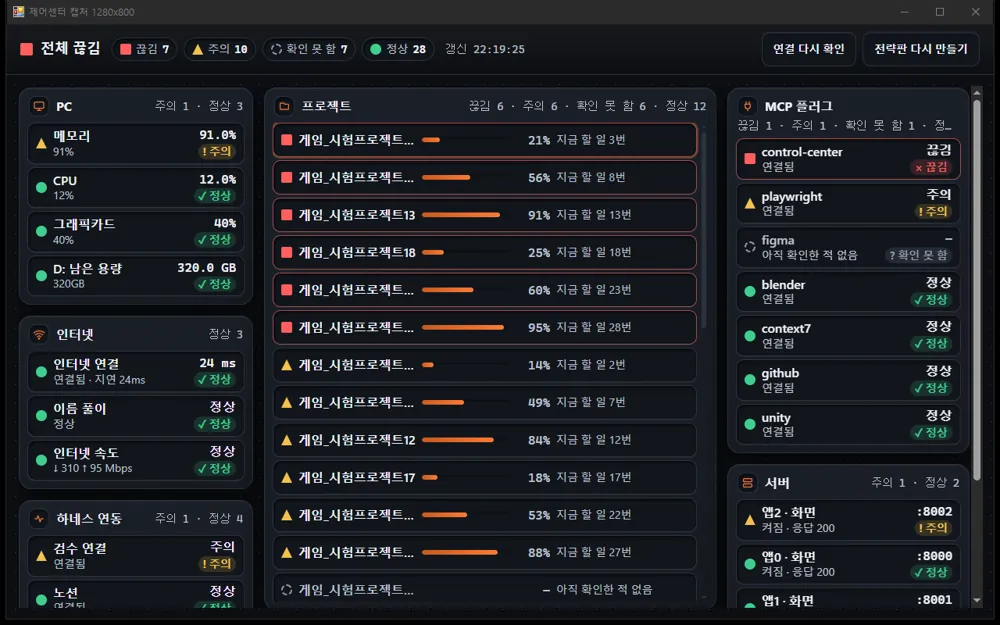 제어센터 캡처 1280x800
전체 끊김
끊김 7
주의 10
확인 못 함 7
정상 28
갱신 22:19:25
연결 다시 확인
전략판 다시 만들기
PC
주의 1 · 정상 3
메모리 91.0%
91% ! 주의
CPU 12.0%
12% ✓ 정상
그래픽카드 40%
40% ✓ 정상
D: 남은 용량 320.0 GB
320GB ✓ 정상
인터넷
정상 3
인터넷 연결 24 ms
연결됨 · 지연 24ms ✓ 정상
이름 풀이 정상
정상 ✓ 정상
인터넷 속도 정상
↓310 ↑95 Mbps ✓ 정상
하네스 연동
주의 1 · 정상 4
검수 연결 주의
연결됨 ! 주의
노션 정상
연결됨 ✓ 정상
프로젝트
끊김 6 · 주의 6 · 확인 못 함 6 · 정상 12
게임_시험프로젝트... 21% 지금 할 일 3번
게임_시험프로젝트... 56% 지금 할 일 8번
게임_시험프로젝트13 91% 지금 할 일 13번
게임_시험프로젝트18 25% 지금 할 일 18번
게임_시험프로젝트... 60% 지금 할 일 23번
게임_시험프로젝트... 95% 지금 할 일 28번
게임_시험프로젝트... 14% 지금 할 일 2번
게임_시험프로젝트... 49% 지금 할 일 7번
게임_시험프로젝트12 84% 지금 할 일 12번
게임_시험프로젝트17 18% 지금 할 일 17번
게임_시험프로젝트... 53% 지금 할 일 22번
게임_시험프로젝트... 88% 지금 할 일 27번
게임_시험프로젝트... – 아직 확인한 적 없음
MCP 플러그
끊김 1 · 주의 1 · 확인 못 함 1 · 정…
control-center 끊김
연결됨 × 끊김
playwright 주의
연결됨 ! 주의
figma –
아직 확인한 적 없음 ? 확인 못 함
blender 정상
연결됨 ✓ 정상
context7 정상
연결됨 ✓ 정상
github 정상
연결됨 ✓ 정상
unity 정상
연결됨 ✓ 정상
서버
주의 1 · 정상 2
앱2 · 화면 :8002
켜짐 · 응답 200 ! 주의
앱0 · 화면 :8000
켜짐 · 응답 200 ✓ 정상
앱1 · 화면 :8001